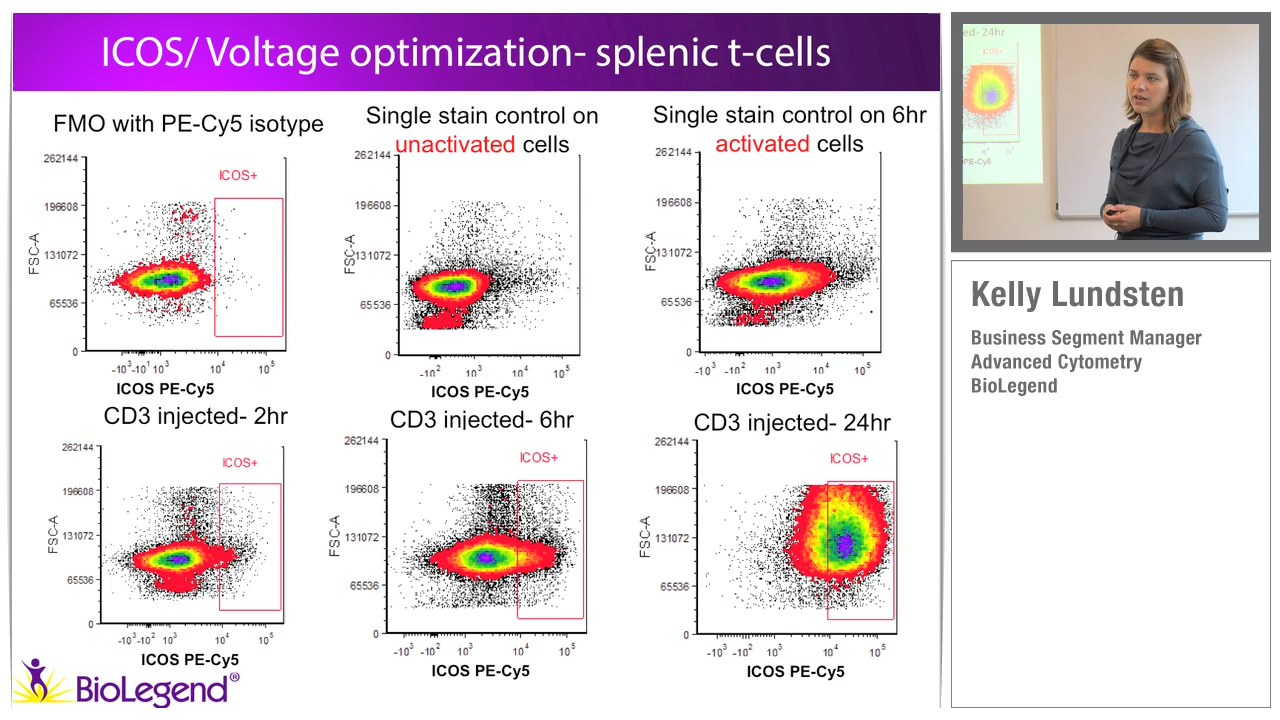 ICOS/ Voltage optimization- splenic t-cells
FMO with PE-Cy5 isotype
262144
196608
131072
65536
0
FSC-A
ICOS+
-10³-10¹ 10³ 10⁴ 10⁵
ICOS PE-Cy5
Single stain control on
unactivated cells
262144
196608
131072
65536
0
FSC-A
-10² 10³ 10⁴ 10⁵
ICOS PE-Cy5
Single stain control on 6hr
activated cells
262144
196608
131072
65536
0
FSC-A
-10³ 10³ 10⁴ 10⁵
ICOS PE-Cy5
CD3 injected- 2hr
262144
196608
131072
65536
0
FSC-A
ICOS+
-10³-10² 10³ 10⁴ 10⁵
ICOS PE-Cy5
CD3 injected- 6hr
262144
196608
131072
65536
0
FSC-A
ICOS+
-10³ -10² 10³ 10⁴ 10⁵
ICOS PE-Cy5
CD3 injected- 24hr
262144
196608
131072
65536
0
FSC-A
ICOS+
-10³ -10² 10³ 10⁴ 10⁵
ICOS PE-Cy5
BioLegend®
ed- 24hr
ICOS+
PE-Cy5
Kelly Lundsten
Business Segment Manager
Advanced Cytometry
BioLegend